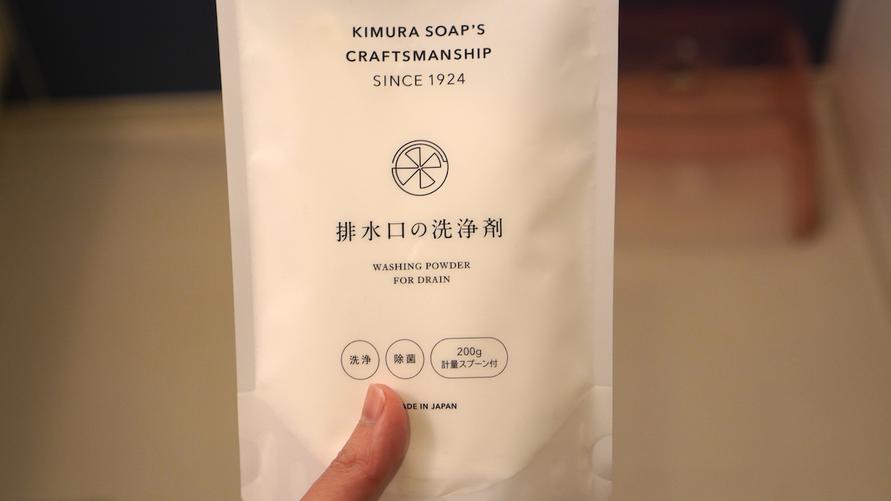 KIMURA SOAP'S
CRAFTSMANSHIP
SINCE 1924
排水口の洗浄剤
WASHING POWDER
FOR DRAIN
洗浄
除菌
200g
計量スプーン付
ADE IN JAPAN